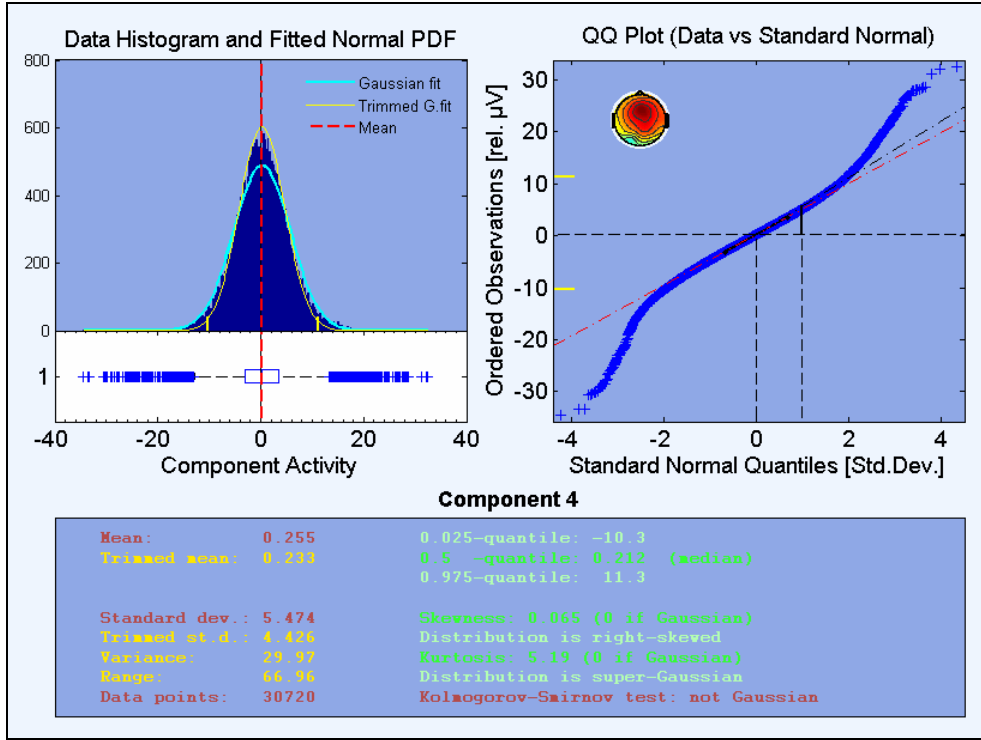 Data Histogram and Fitted Normal PDF
800
600
400
200
0
Gaussian fit
Trimmed G.fit
Mean
1
-40
-20
0
20
40
Component Activity
QQ Plot (Data vs Standard Normal)
Ordered Observations [rel. µV]
30
20
10
0
-10
-20
-30
-4
-2
0
2
4
Standard Normal Quantiles [Std.Dev.]
Component 4
Mean: 0.255
Trimmed mean: 0.233
Standard dev.: 5.474
Trimmed st.d.: 4.426
Variance: 29.97
Range: 66.96
Data points: 30720
0.025-quantile: -10.3
0.5 -quantile: 0.212 (median)
0.975-quantile: 11.3
Skewness: 0.065 (0 if Gaussian)
Distribution is right-skewed
Kurtosis: 5.19 (0 if Gaussian)
Distribution is super-Gaussian
Kolmogorov-Smirnov test: not Gaussian